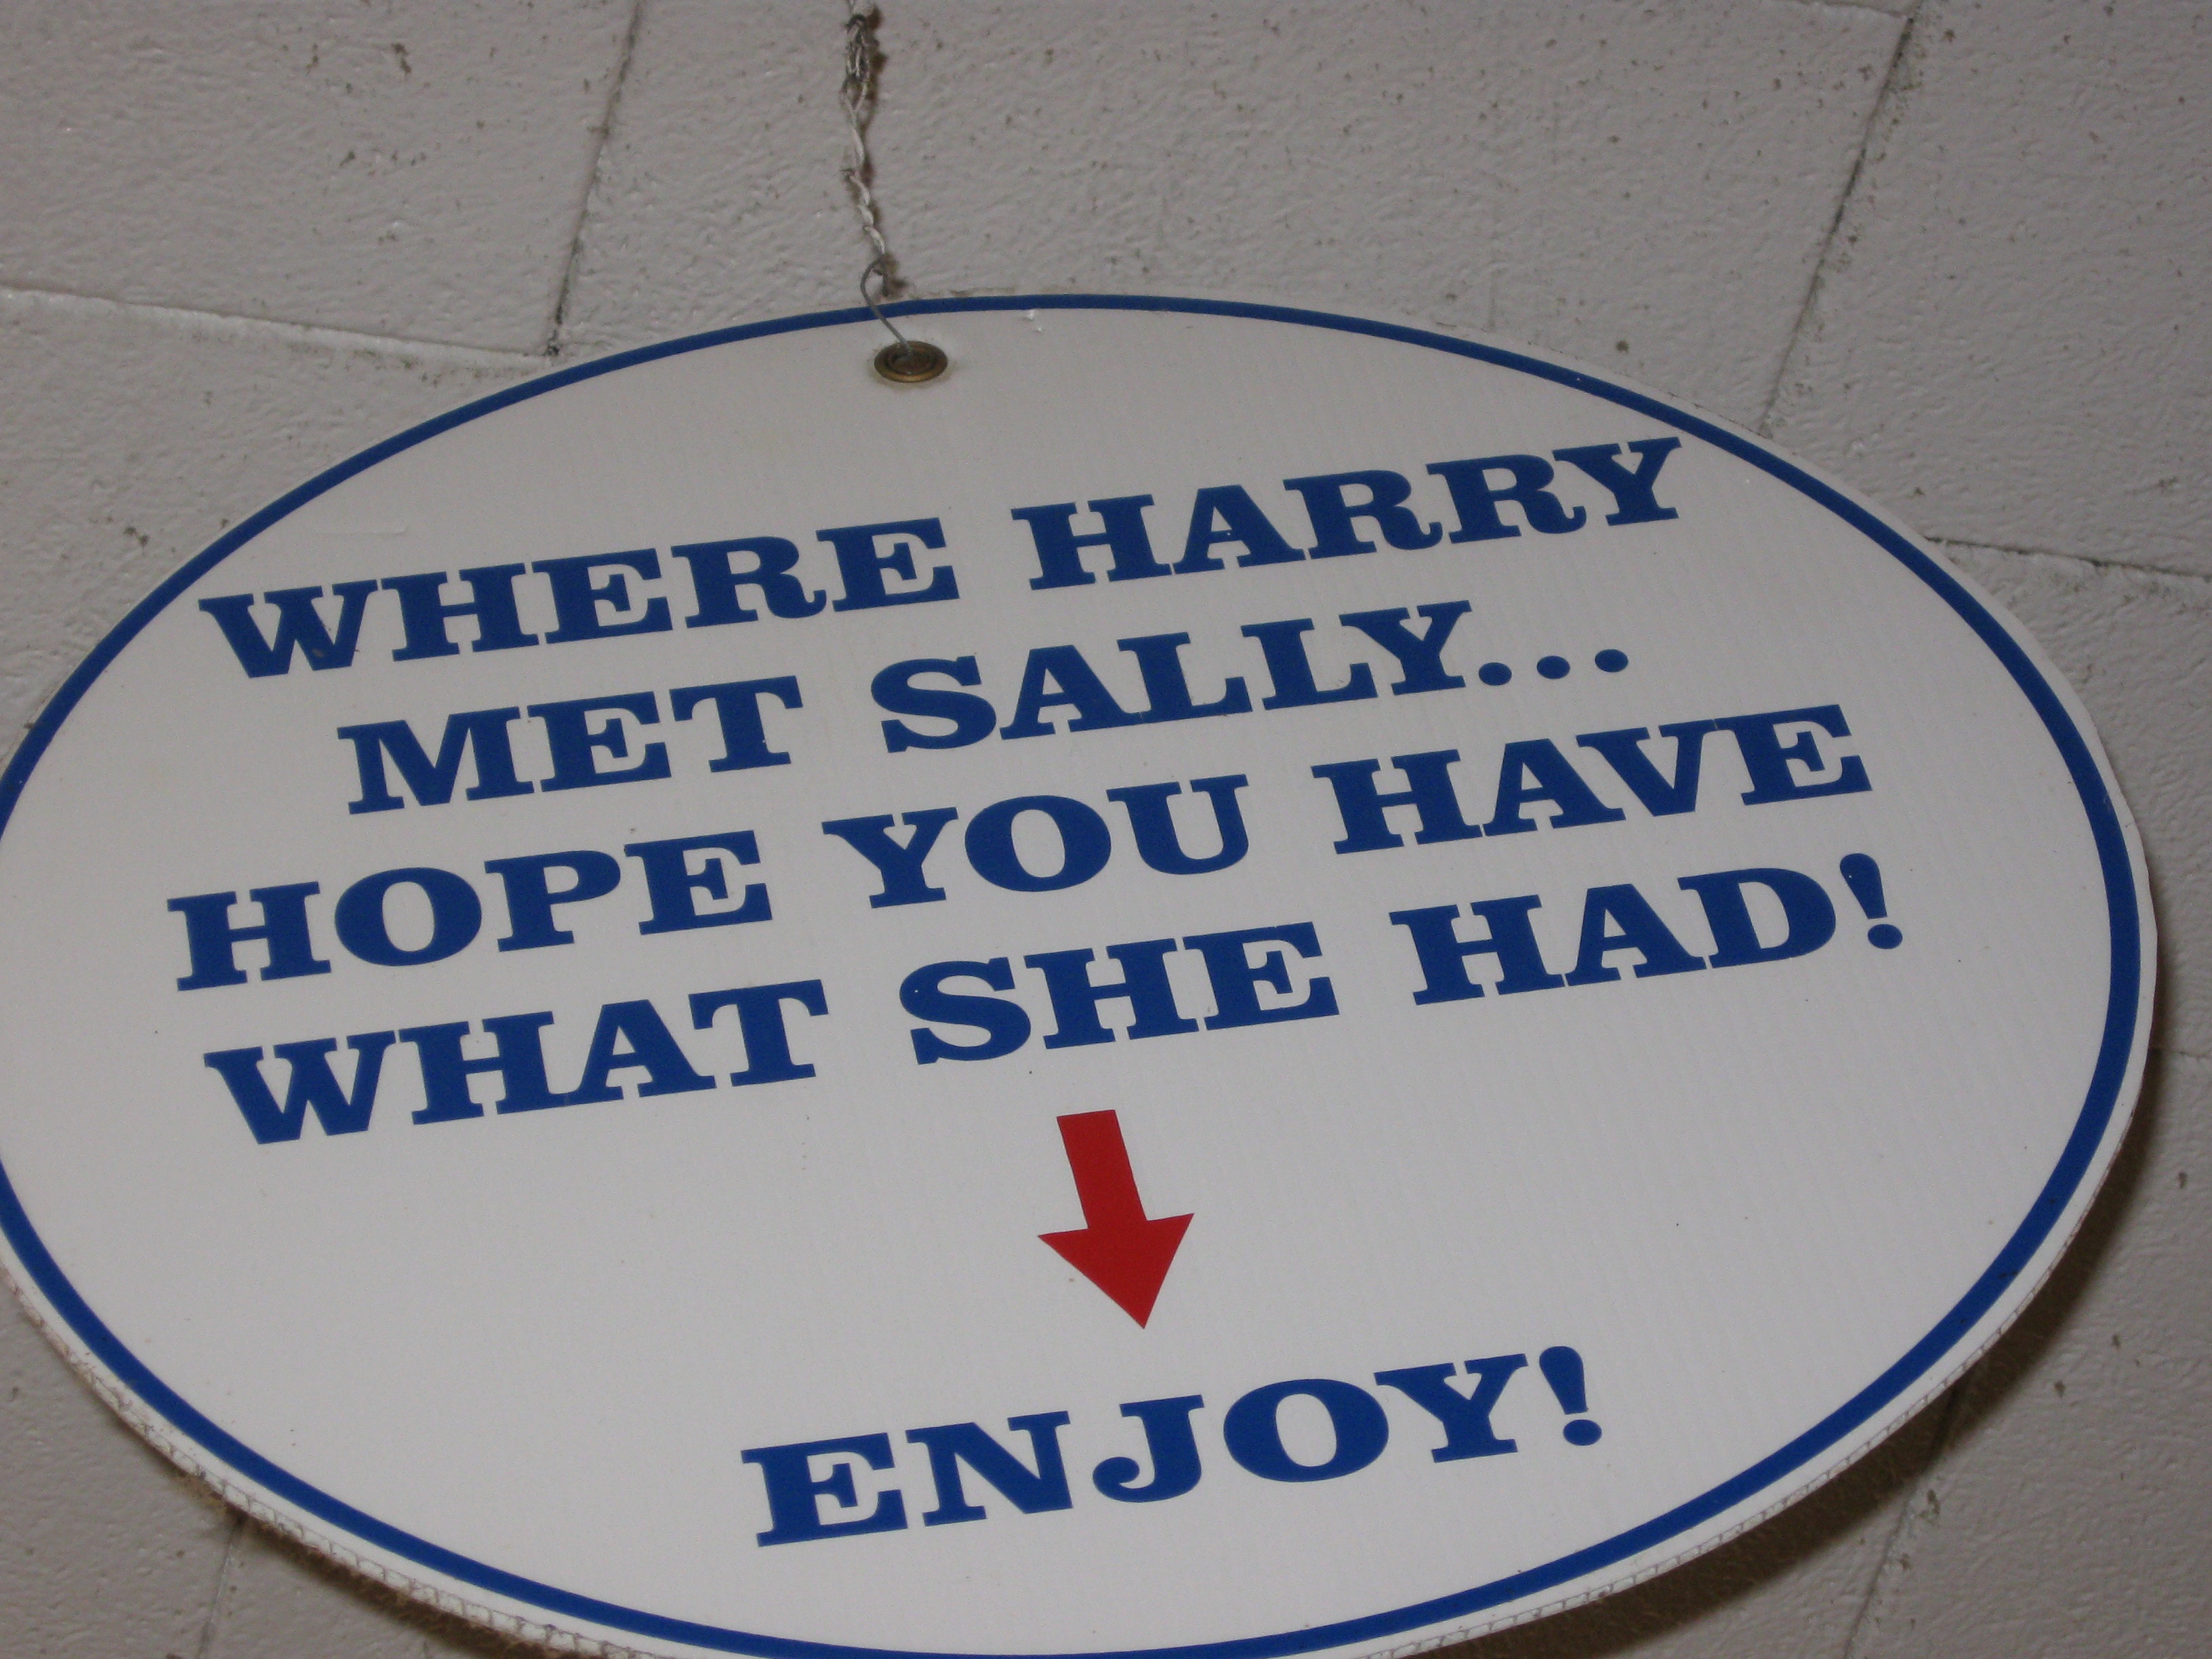 WHERE HARRY
MET SALLY...
HOPE YOU HAVE
WHAT SHE HAD!
ENJOY!